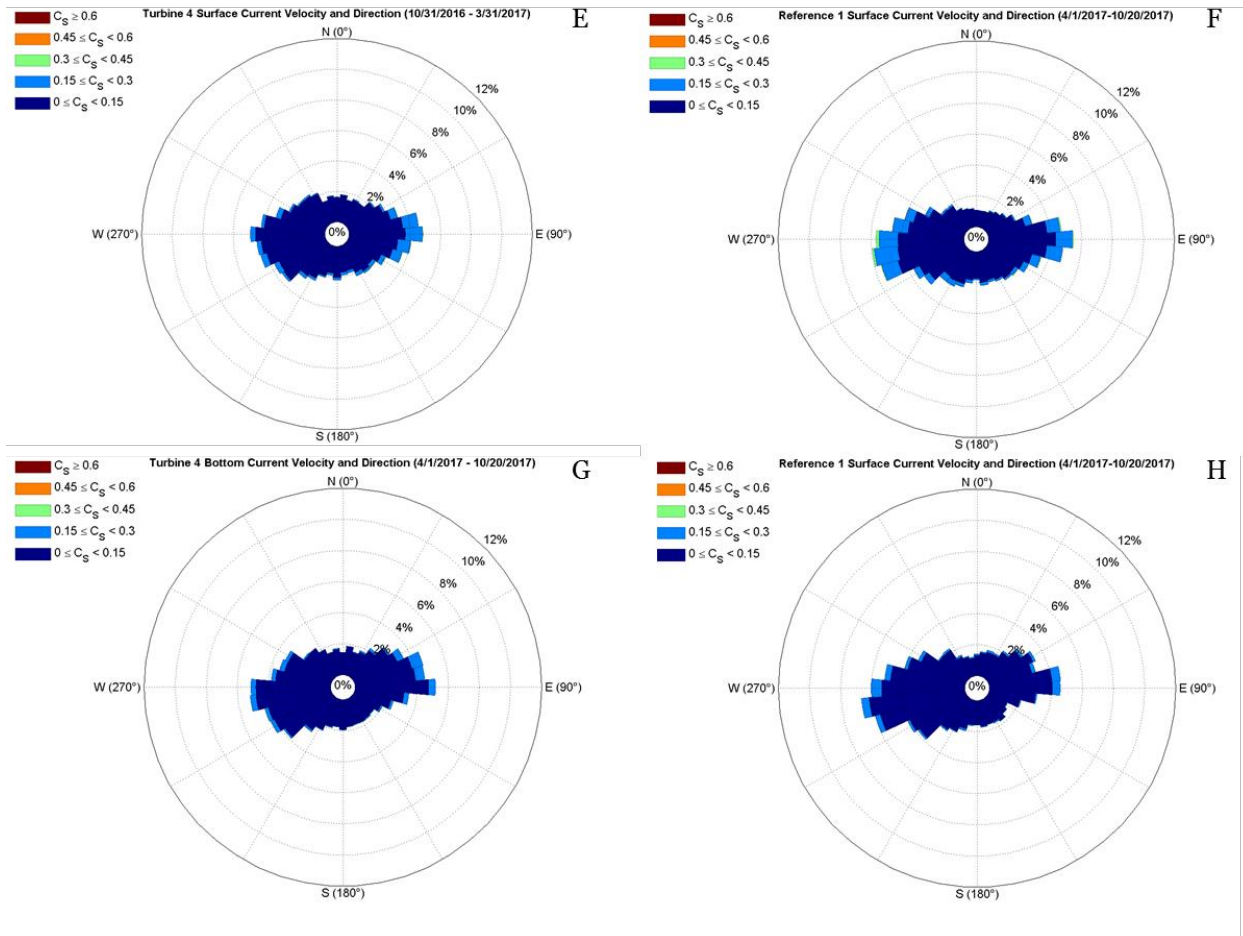 Turbine 4 Surface Current Velocity and Direction (10/31/2016 - 3/31/2017)
E
C_S ≥ 0.6
0.45 ≤ C_S < 0.6
0.3 ≤ C_S < 0.45
0.15 ≤ C_S < 0.3
0 ≤ C_S < 0.15
N (0°)
12%
10%
8%
6%
4%
2%
0%
W (270°)
E (90°)
S (180°)
Reference 1 Surface Current Velocity and Direction (4/1/2017-10/20/2017)
F
C_S ≥ 0.6
0.45 ≤ C_S < 0.6
0.3 ≤ C_S < 0.45
0.15 ≤ C_S < 0.3
0 ≤ C_S < 0.15
N (0°)
12%
10%
8%
6%
4%
2%
0%
W (270°)
E (90°)
S (180°)
Turbine 4 Bottom Current Velocity and Direction (4/1/2017 - 10/20/2017)
G
C_S ≥ 0.6
0.45 ≤ C_S < 0.6
0.3 ≤ C_S < 0.45
0.15 ≤ C_S < 0.3
0 ≤ C_S < 0.15
N (0°)
12%
10%
8%
6%
4%
2%
0%
W (270°)
E (90°)
S (180°)
Reference 1 Surface Current Velocity and Direction (4/1/2017-10/20/2017)
H
C_S ≥ 0.6
0.45 ≤ C_S < 0.6
0.3 ≤ C_S < 0.45
0.15 ≤ C_S < 0.3
0 ≤ C_S < 0.15
N (0°)
12%
10%
8%
6%
4%
2%
0%
W (270°)
E (90°)
S (180°)